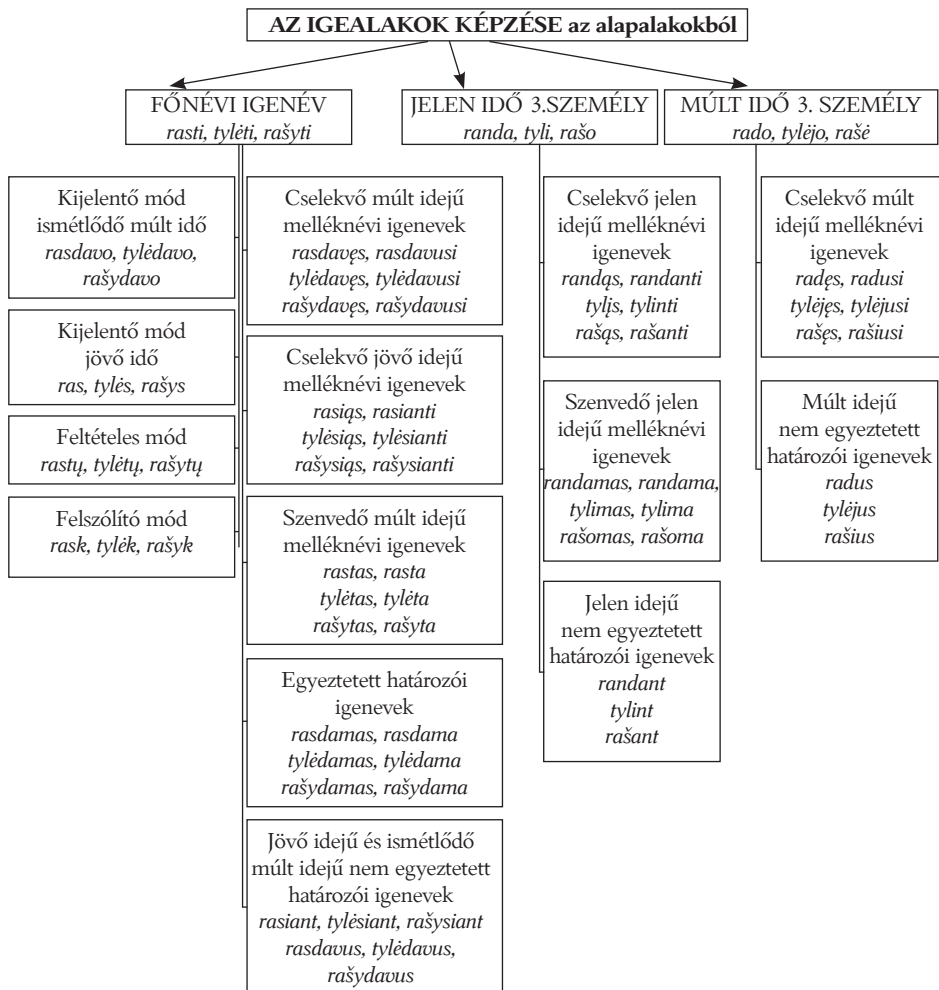 AZ IGEALAKOK KÉPZÉSE az alapalakokból
FŐNÉVI IGENÉV
rasti, tylėti, rašyti
JELEN IDŐ 3.SZEMÉLY
randa, tyli, rašo
MÚLT IDŐ 3. SZEMÉLY
rado, tylėjo, rašė
Kijelentő mód
ismétlődő múlt idő
rasdavo, tylėdavo,
rašydavo
Kijelentő mód
jövő idő
ras, tylės, rašys
Feltételes mód
rastų, tylėtų, rašytų
Felszólító mód
rask, tylėk, rašyk
Cselekvő múlt idejű
melléknévi igenevek
rasdavęs, rasdavusi
tylėdavęs, tylėdavusi
rašydavęs, rašydavusi
Cselekvő jövő idejű
melléknévi igenevek
rasiąs, rasianti
tylėsiąs, tylėsianti
rašysiąs, rašysianti
Szenvedő múlt idejű
melléknévi igenevek
rastas, rasta
tylėtas, tylėta
rašytas, rašyta
Egyeztetett határozói
igenevek
rasdamas, rasdama
tylėdamas, tylėdama
rašydamas, rašydama
Jövő idejű és ismétlődő
múlt idejű nem egyeztetett
határozói igenevek
rasiant, tylėsiant, rašysiant
rasdavus, tylėdavus,
rašydavus
Cselekvő jelen
idejű melléknévi
igenevek
randąs, randanti
tylįs, tylinti
rašąs, rašanti
Szenvedő jelen
idejű melléknévi
igenevek
randamas, randama,
tylimas, tylima
rašomas, rašoma
Jelen idejű
nem egyeztetett
határozói igenevek
randant
tylint
rašant
Cselekvő múlt
idejű melléknévi
igenevek
radęs, radusi
tylėjęs, tylėjusi
rašęs, rašiusi
Múlt idejű
nem egyeztetett
határozói igenevek
radus
tylėjus
rašius